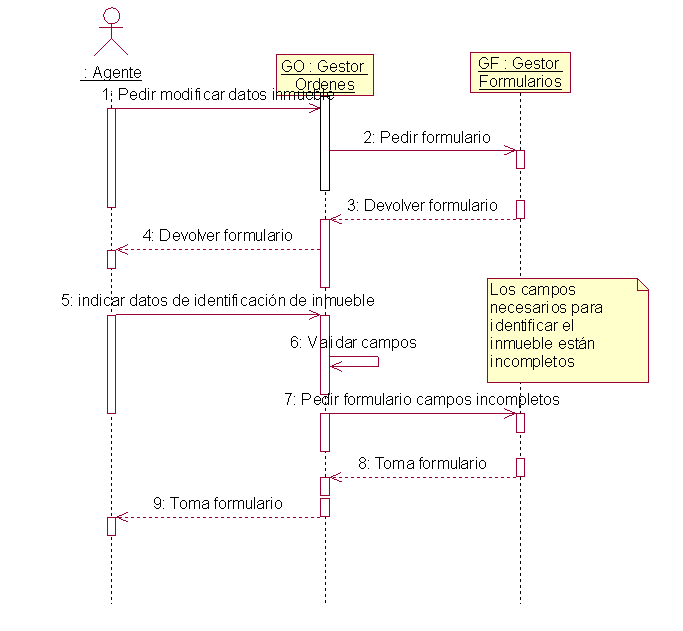 : Agente
GO : Gestor
Ordenes
GF : Gestor
Formularios
1: Pedir modificar datos inmueble
2: Pedir formulario
3: Devolver formulario
4: Devolver formulario
5: indicar datos de identificación de inmueble
Los campos
necesarios para
identificar el
inmueble están
incompletos
6: Validar campos
7: Pedir formulario campos incompletos
8: Toma formulario
9: Toma formulario